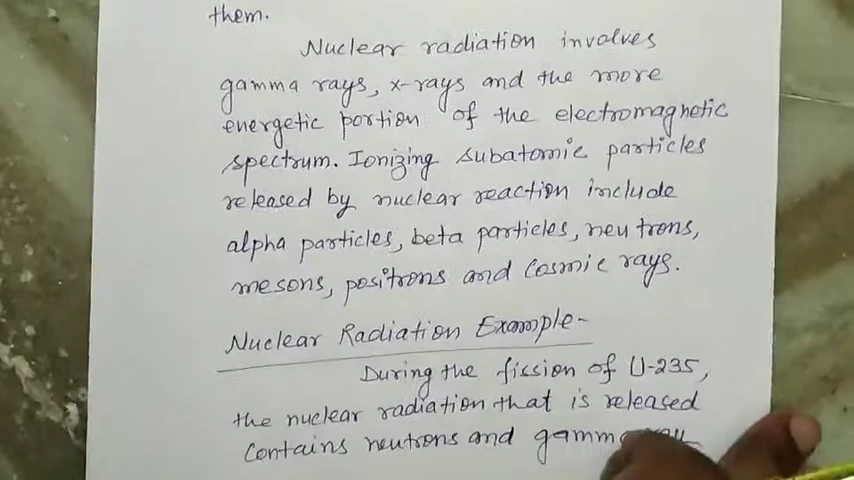 them.
Nuclear radiation involves
gamma rays, x-rays and the more
energetic portion of the electromagnetic
spectrum. Ionizing subatomic particles
released by nuclear reaction include
alpha particles, beta particles, neutrons,
mesons, positrons and cosmic rays.
Nuclear Radiation Example-
During the fission of U-235,
the nuclear radiation that is released
contains neutrons and gamma